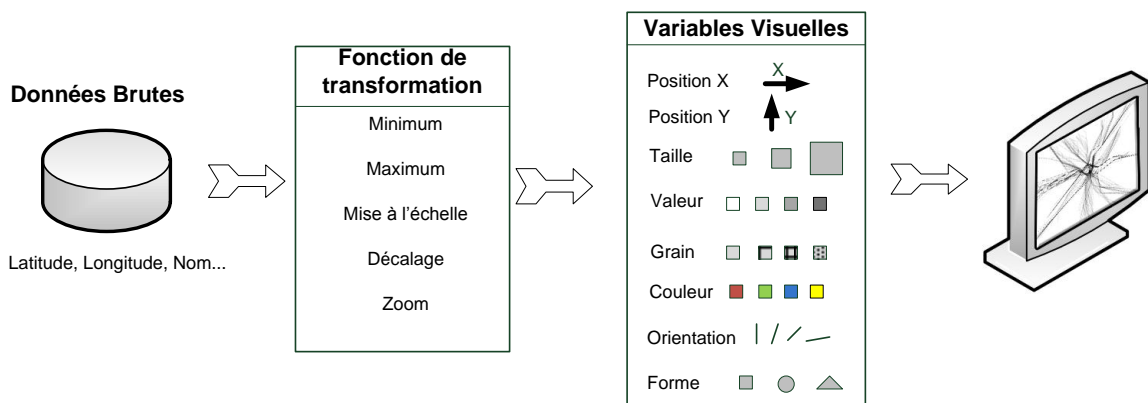 Données Brutes
Latitude, Longitude, Nom...
Fonction de
transformation
Minimum
Maximum
Mise à l'échelle
Décalage
Zoom
Variables Visuelles
Position X
X
Position Y
Y
Taille
Valeur
Grain
Couleur
Orientation
Forme